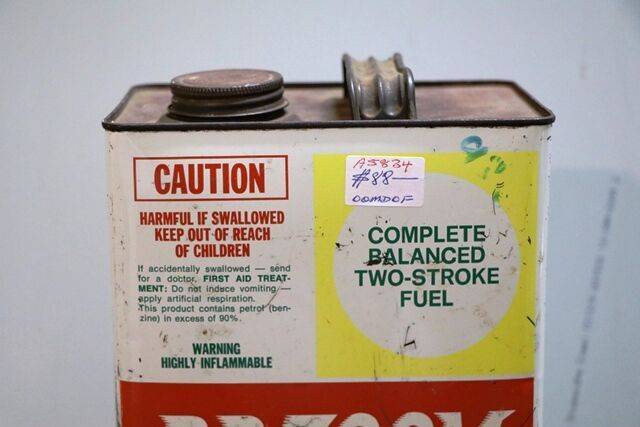 CAUTION
HARMFUL IF SWALLOWED
KEEP OUT OF REACH
OF CHILDREN
If accidentally swallowed — send
for a doctor. FIRST AID TREAT-
MENT: Do not induce vomiting —
apply artificial respiration.
This product contains petrol (ben-
zine) in excess of 90%.
WARNING
HIGHLY INFLAMMABLE
A5834
$88—
OOMDOF
COMPLETE
BALANCED
TWO-STROKE
FUEL